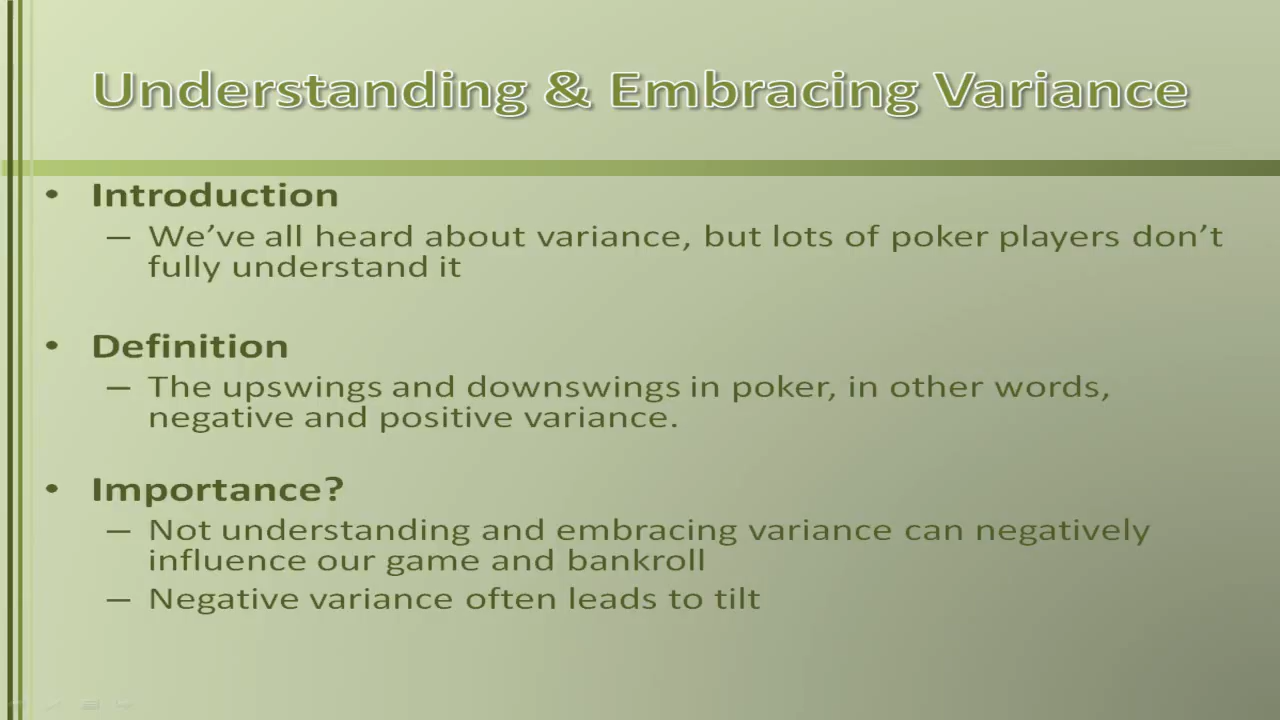 Understanding & Embracing Variance
• Introduction
– We’ve all heard about variance, but lots of poker players don’t
fully understand it
• Definition
– The upswings and downswings in poker, in other words,
negative and positive variance.
• Importance?
– Not understanding and embracing variance can negatively
influence our game and bankroll
– Negative variance often leads to tilt